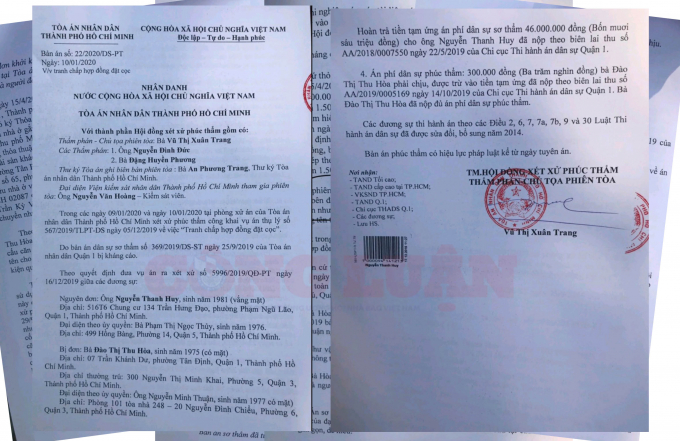 TÒA ÁN NHÂN DÂN
THÀNH PHỐ HỒ CHÍ MINH
CỘNG HÒA XÃ HỘI CHỦ NGHĨA VIỆT NAM
Độc lập - Tự do - Hạnh phúc
Bản án số: 22/2020/DS-PT
Ngày: 10/01/2020
V/v tranh chấp hợp đồng đặt cọc
NHÂN DANH
NƯỚC CỘNG HÒA XÃ HỘI CHỦ NGHĨA VIỆT NAM
TÒA ÁN NHÂN DÂN THÀNH PHỐ HỒ CHÍ MINH
Với thành phần Hội đồng xét xử phúc thẩm gồm có:
Thẩm phán - Chủ tọa phiên tòa: Bà Vũ Thị Xuân Trang
Các Thẩm phán: 1. Ông Nguyễn Đình Đức
2. Bà Đặng Huyền Phương
Thư ký Tòa án ghi biên bản phiên tòa: Bà An Phương Trang, Thư ký Tòa
án nhân dân Thành phố Hồ Chí Minh.
Đại diện Viện kiểm sát nhân dân Thành phố Hồ Chí Minh tham gia phiên
tòa: Ông Nguyễn Văn Hoàng – Kiểm sát viên.
Trong các ngày 09/01/2020 và ngày 10/01/2020 tại phòng xử án của Tòa án
nhân dân Thành phố Hồ Chí Minh xét xử phúc thẩm công khai vụ án thụ lý số
567/2019/TLPT-DS ngày 05/12/2019 về việc "Tranh chấp hợp đồng đặt cọc".
Do bản án dân sự sơ thẩm số 369/2019/DS-ST ngày 25/9/2019 của Tòa án
nhân dân Quận 1 bị kháng cáo.
Theo quyết định đưa vụ án ra xét xử số 5996/2019/QĐ-PT ngày
16/12/2019 giữa các đương sự:
Nguyên đơn: Ông Nguyễn Thanh Huy, sinh năm 1981 (vắng mặt)
Địa chỉ: 516T6 Chung cư 134 Trần Hưng Đạo, phường Phạm Ngũ Lão,
Quận 1, Thành phố Hồ Chí Minh.
Đại diện theo ủy quyền: Bà Phạm Thị Ngọc Thúy, sinh năm 1976.
Địa chỉ: 499 Hồng Bàng, Phường 14, Quận 5, Thành phố Hồ Chí Minh.
Bị đơn: Bà Đào Thị Thu Hòa, sinh năm 1975 (có mặt)
Địa chỉ: 07 Trần Khánh Dư, phường Tân Định, Quận 1, Thành phố Hồ Chí
Minh.
Địa chỉ thường trú: 300 Nguyễn Thị Minh Khai, Phường 5, Quận 3,
Thành phố Hồ Chí Minh.
Đại diện theo ủy quyền: Ông Nguyễn Minh Thuận, sinh năm 1977 (có mặt)
Địa chỉ: Phòng 101 tòa nhà 248 – 20 Nguyễn Đình Chiểu, Phường 6,
Quận 3, Thành phố Hồ Chí Minh.
Hoàn trả tiền tạm ứng án phí dân sự sơ thẩm 46.000.000 đồng (Bốn mươi
sáu triệu đồng) cho ông Nguyễn Thanh Huy đã nộp theo biên lai thu số
AA/2018/0007550 ngày 22/5/2019 của Chi cục Thi hành án dân sự Quận 1.
4. Án phí dân sự phúc thẩm: 300.000 đồng (Ba trăm nghìn đồng) bà Đào
Thị Thu Hòa phải chịu, được trừ vào tiền tạm ứng đã nộp theo biên lai thu số
AA/2019/0005169 ngày 14/10/2019 của Chi cục Thi hành án dân sự Quận 1. Bà
Đào Thị Thu Hòa đã nộp đủ án phí dân sự phúc thẩm.
Các đương sự thi hành án theo các Điều 2, 6, 7, 7a, 7b, 9 và 30 Luật Thi
hành án dân sự đã được sửa đổi, bổ sung năm 2014.
Bản án phúc thẩm có hiệu lực pháp luật kể từ ngày tuyên án.
Nơi nhận:
- TAND Tối cao;
- TAND cấp cao tại TP.HCM;
- VKSND TP.HCM;
- TAND Q.1;
- Chi cục THADS Q.1;
- Các đương sự;
- Lưu HS.
TM.HỘI ĐỒNG XÉT XỬ PHÚC THẨM
THẨM PHÁN CHỦ TỌA PHIÊN TÒA
Vũ Thị Xuân Trang
Nguyễn Thanh Huy
CÔNG LUẬN